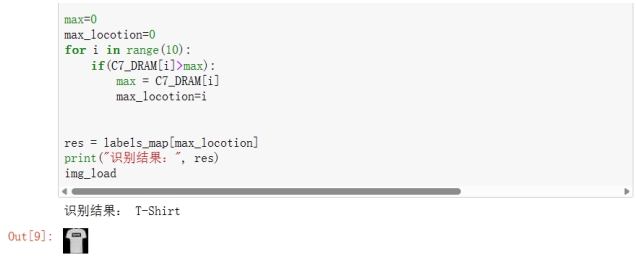 max=0
max_locotion=0
for i in range(10):
    if(C7_DRAM[i]>max):
        max = C7_DRAM[i]
        max_locotion=i
res = labels_map[max_locotion]
print("识别结果：", res)
img_load
识别结果： T-Shirt
Out[9]: